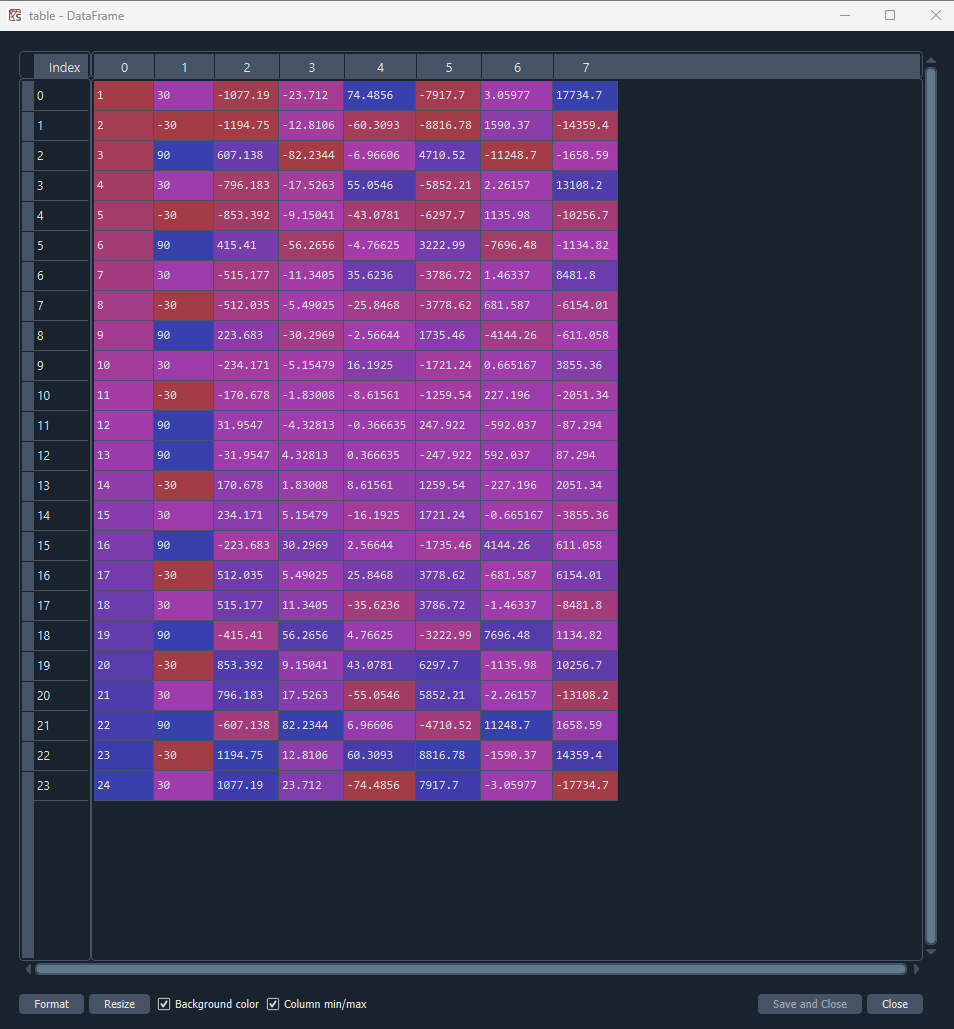 table - DataFrame
Index 0 1 2 3 4 5 6 7
0 1 30 -1077.19 -23.712 74.4856 -7917.7 3.05977 17734.7
1 2 -30 -1194.75 -12.8106 -60.3093 -8816.78 1590.37 -14359.4
2 3 90 607.138 -82.2344 -6.96606 4710.52 -11248.7 -1658.59
3 4 30 -796.183 -17.5263 55.0546 -5852.21 2.26157 13108.2
4 5 -30 -853.392 -9.15041 -43.0781 -6297.7 1135.98 -10256.7
5 6 90 415.41 -56.2656 -4.76625 3222.99 -7696.48 -1134.82
6 7 30 -515.177 -11.3405 35.6236 -3786.72 1.46337 8481.8
7 8 -30 -512.035 -5.49025 -25.8468 -3778.62 681.587 -6154.01
8 9 90 223.683 -30.2969 -2.56644 1735.46 -4144.26 -611.058
9 10 30 -234.171 -5.15479 16.1925 -1721.24 0.665167 3855.36
10 11 -30 -170.678 -1.83008 -8.61561 -1259.54 227.196 -2051.34
11 12 90 31.9547 -4.32813 -0.366635 247.922 -592.037 -87.294
12 13 90 -31.9547 4.32813 0.366635 -247.922 592.037 87.294
13 14 -30 170.678 1.83008 8.61561 1259.54 -227.196 2051.34
14 15 30 234.171 5.15479 -16.1925 1721.24 -0.665167 -3855.36
15 16 90 -223.683 30.2969 2.56644 -1735.46 4144.26 611.058
16 17 -30 512.035 5.49025 25.8468 3778.62 -681.587 6154.01
17 18 30 515.177 11.3405 -35.6236 3786.72 -1.46337 -8481.8
18 19 90 -415.41 56.2656 4.76625 -3222.99 7696.48 1134.82
19 20 -30 853.392 9.15041 43.0781 6297.7 -1135.98 10256.7
20 21 30 796.183 17.5263 -55.0546 5852.21 -2.26157 -13108.2
21 22 90 -607.138 82.2344 6.96606 -4710.52 11248.7 1658.59
22 23 -30 1194.75 12.8106 60.3093 8816.78 -1590.37 14359.4
23 24 30 1077.19 23.712 -74.4856 7917.7 -3.05977 -17734.7
Format Resize Background color Column min/max Save and Close Close